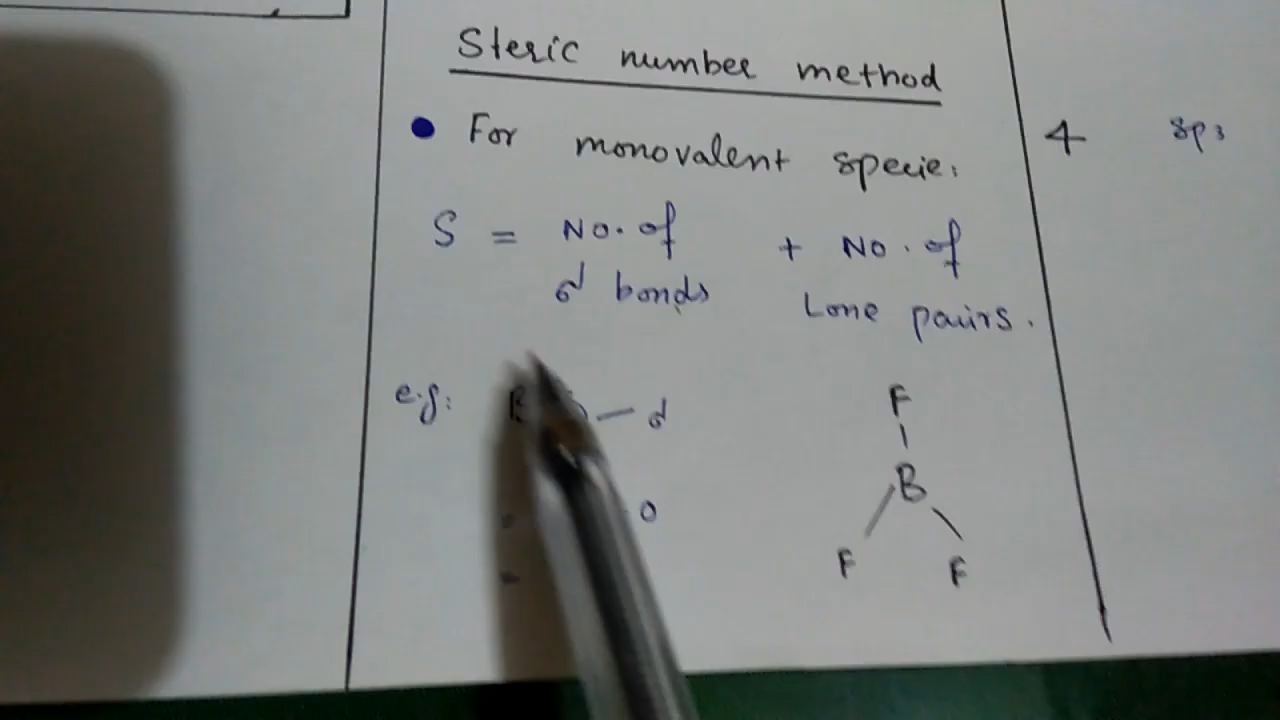 Steric number method
• For monovalent specie.
S = No. of + No. of
σ bonds Lone pairs.
4 sp3
e.g:
— σ
0
F
B
F F